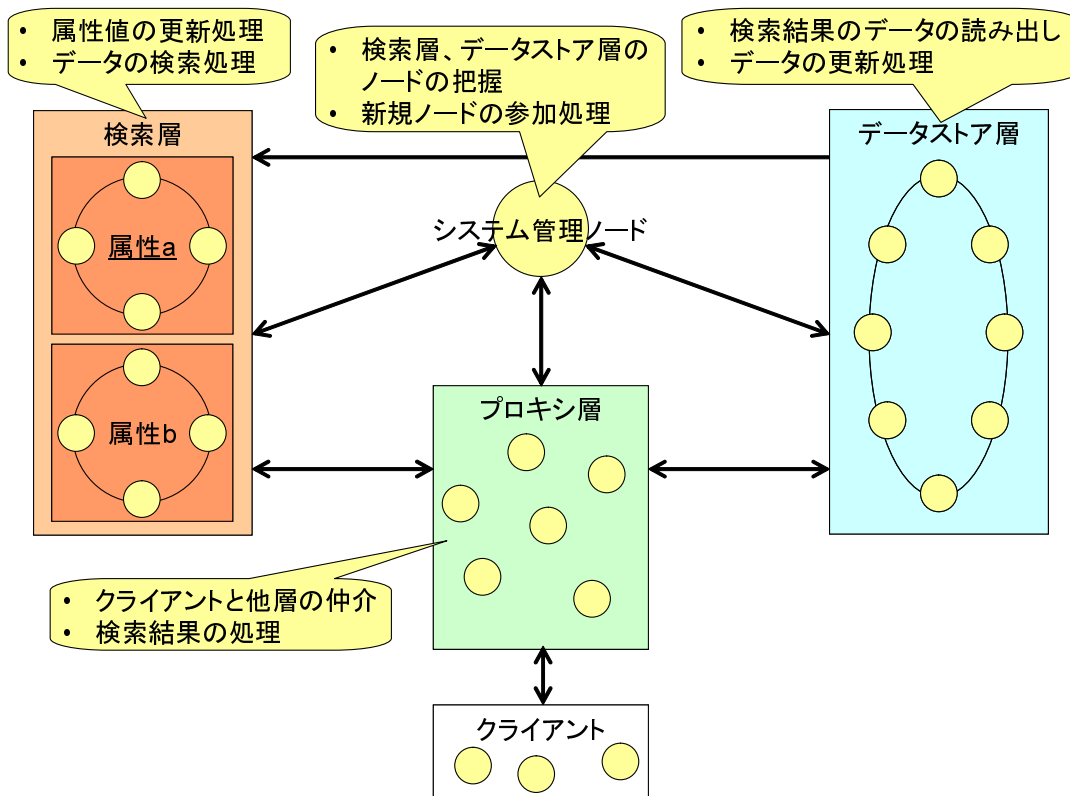 • 属性値の更新処理
• データの検索処理
• 検索層、データストア層の
ノードの把握
• 新規ノードの参加処理
• 検索結果のデータの読み出し
• データの更新処理
検索層
データストア層
属性a
システム管理ノード
属性b
プロキシ層
• クライアントと他層の仲介
• 検索結果の処理
クライアント